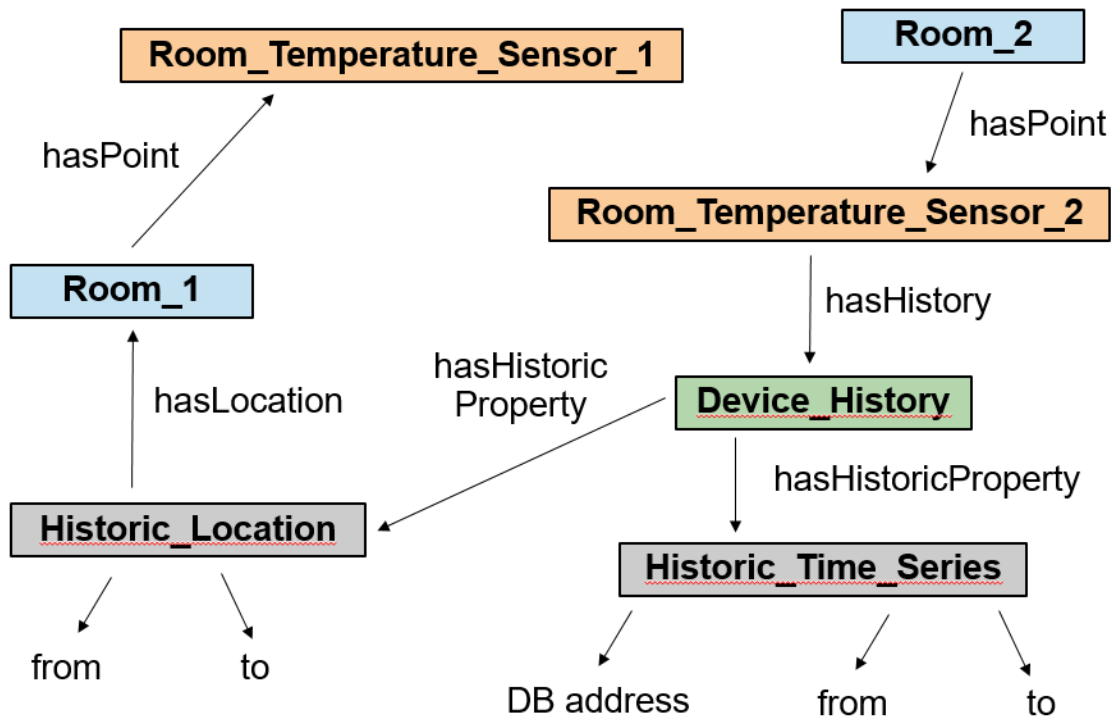 Room_2
Room_Temperature_Sensor_1
hasPoint
hasPoint
Room_Temperature_Sensor_2
Room_1
hasHistory
hasHistoric
Property
hasLocation
Device_History
hasHistoricProperty
Historic_Location
Historic_Time_Series
from
to
DB address
from
to